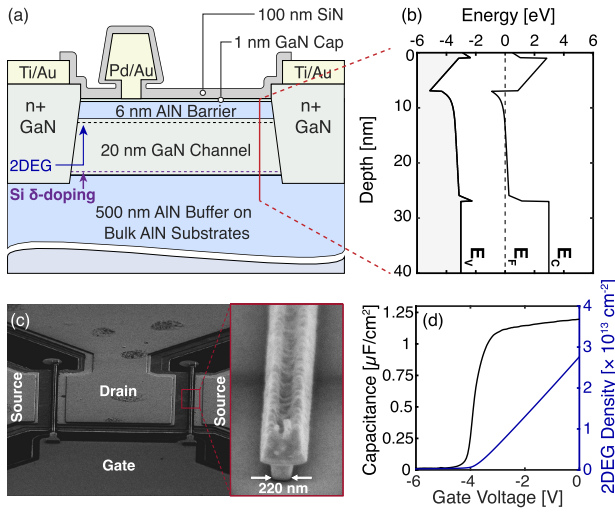 (a)
100 nm SiN
1 nm GaN Cap
Ti/Au
Pd/Au
Ti/Au
n+
GaN
6 nm AlN Barrier
n+
GaN
2DEG
20 nm GaN Channel
Si δ-doping
500 nm AlN Buffer on
Bulk AlN Substrates
(b)
Energy [eV]
-6 -4 -2 0 2 4 6
0
10
20
30
40
Depth [nm]
EV
EF
EC
(c)
Source
Drain
Source
Gate
220 nm
(d)
Capacitance [µF/cm²]
1.25
1
0.75
0.5
0.25
0
-6 -4 -2 0
Gate Voltage [V]
4
3
2
1
0
2DEG Density [× 10¹³ cm⁻²]